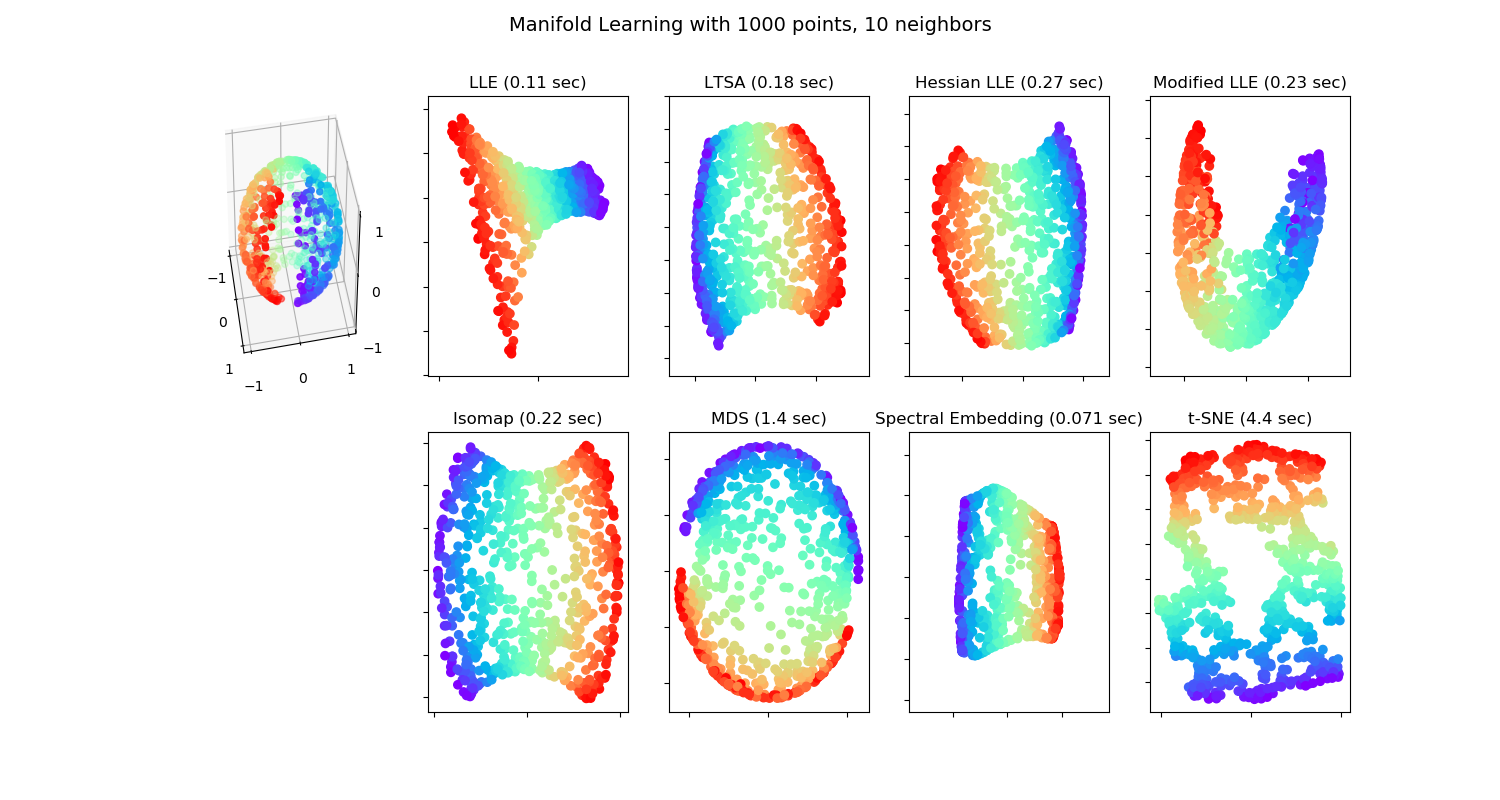 Manifold Learning with 1000 points, 10 neighbors
LLE (0.11 sec)
LTSA (0.18 sec)
Hessian LLE (0.27 sec)
Modified LLE (0.23 sec)
1
0
−1
−1
0
1
−1
0
1
Isomap (0.22 sec)
MDS (1.4 sec)
Spectral Embedding (0.071 sec)
t-SNE (4.4 sec)